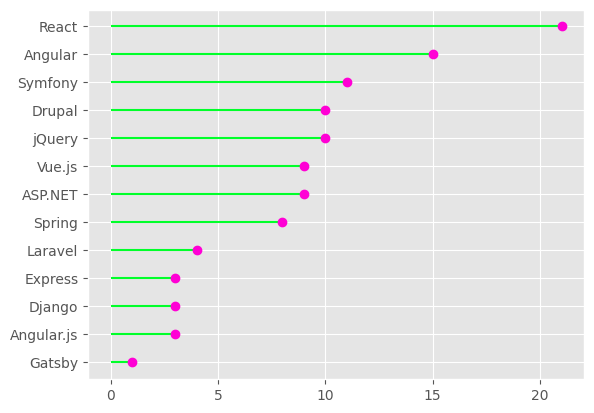 React
Angular
Symfony
Drupal
jQuery
Vue.js
ASP.NET
Spring
Laravel
Express
Django
Angular.js
Gatsby
0 5 10 15 20